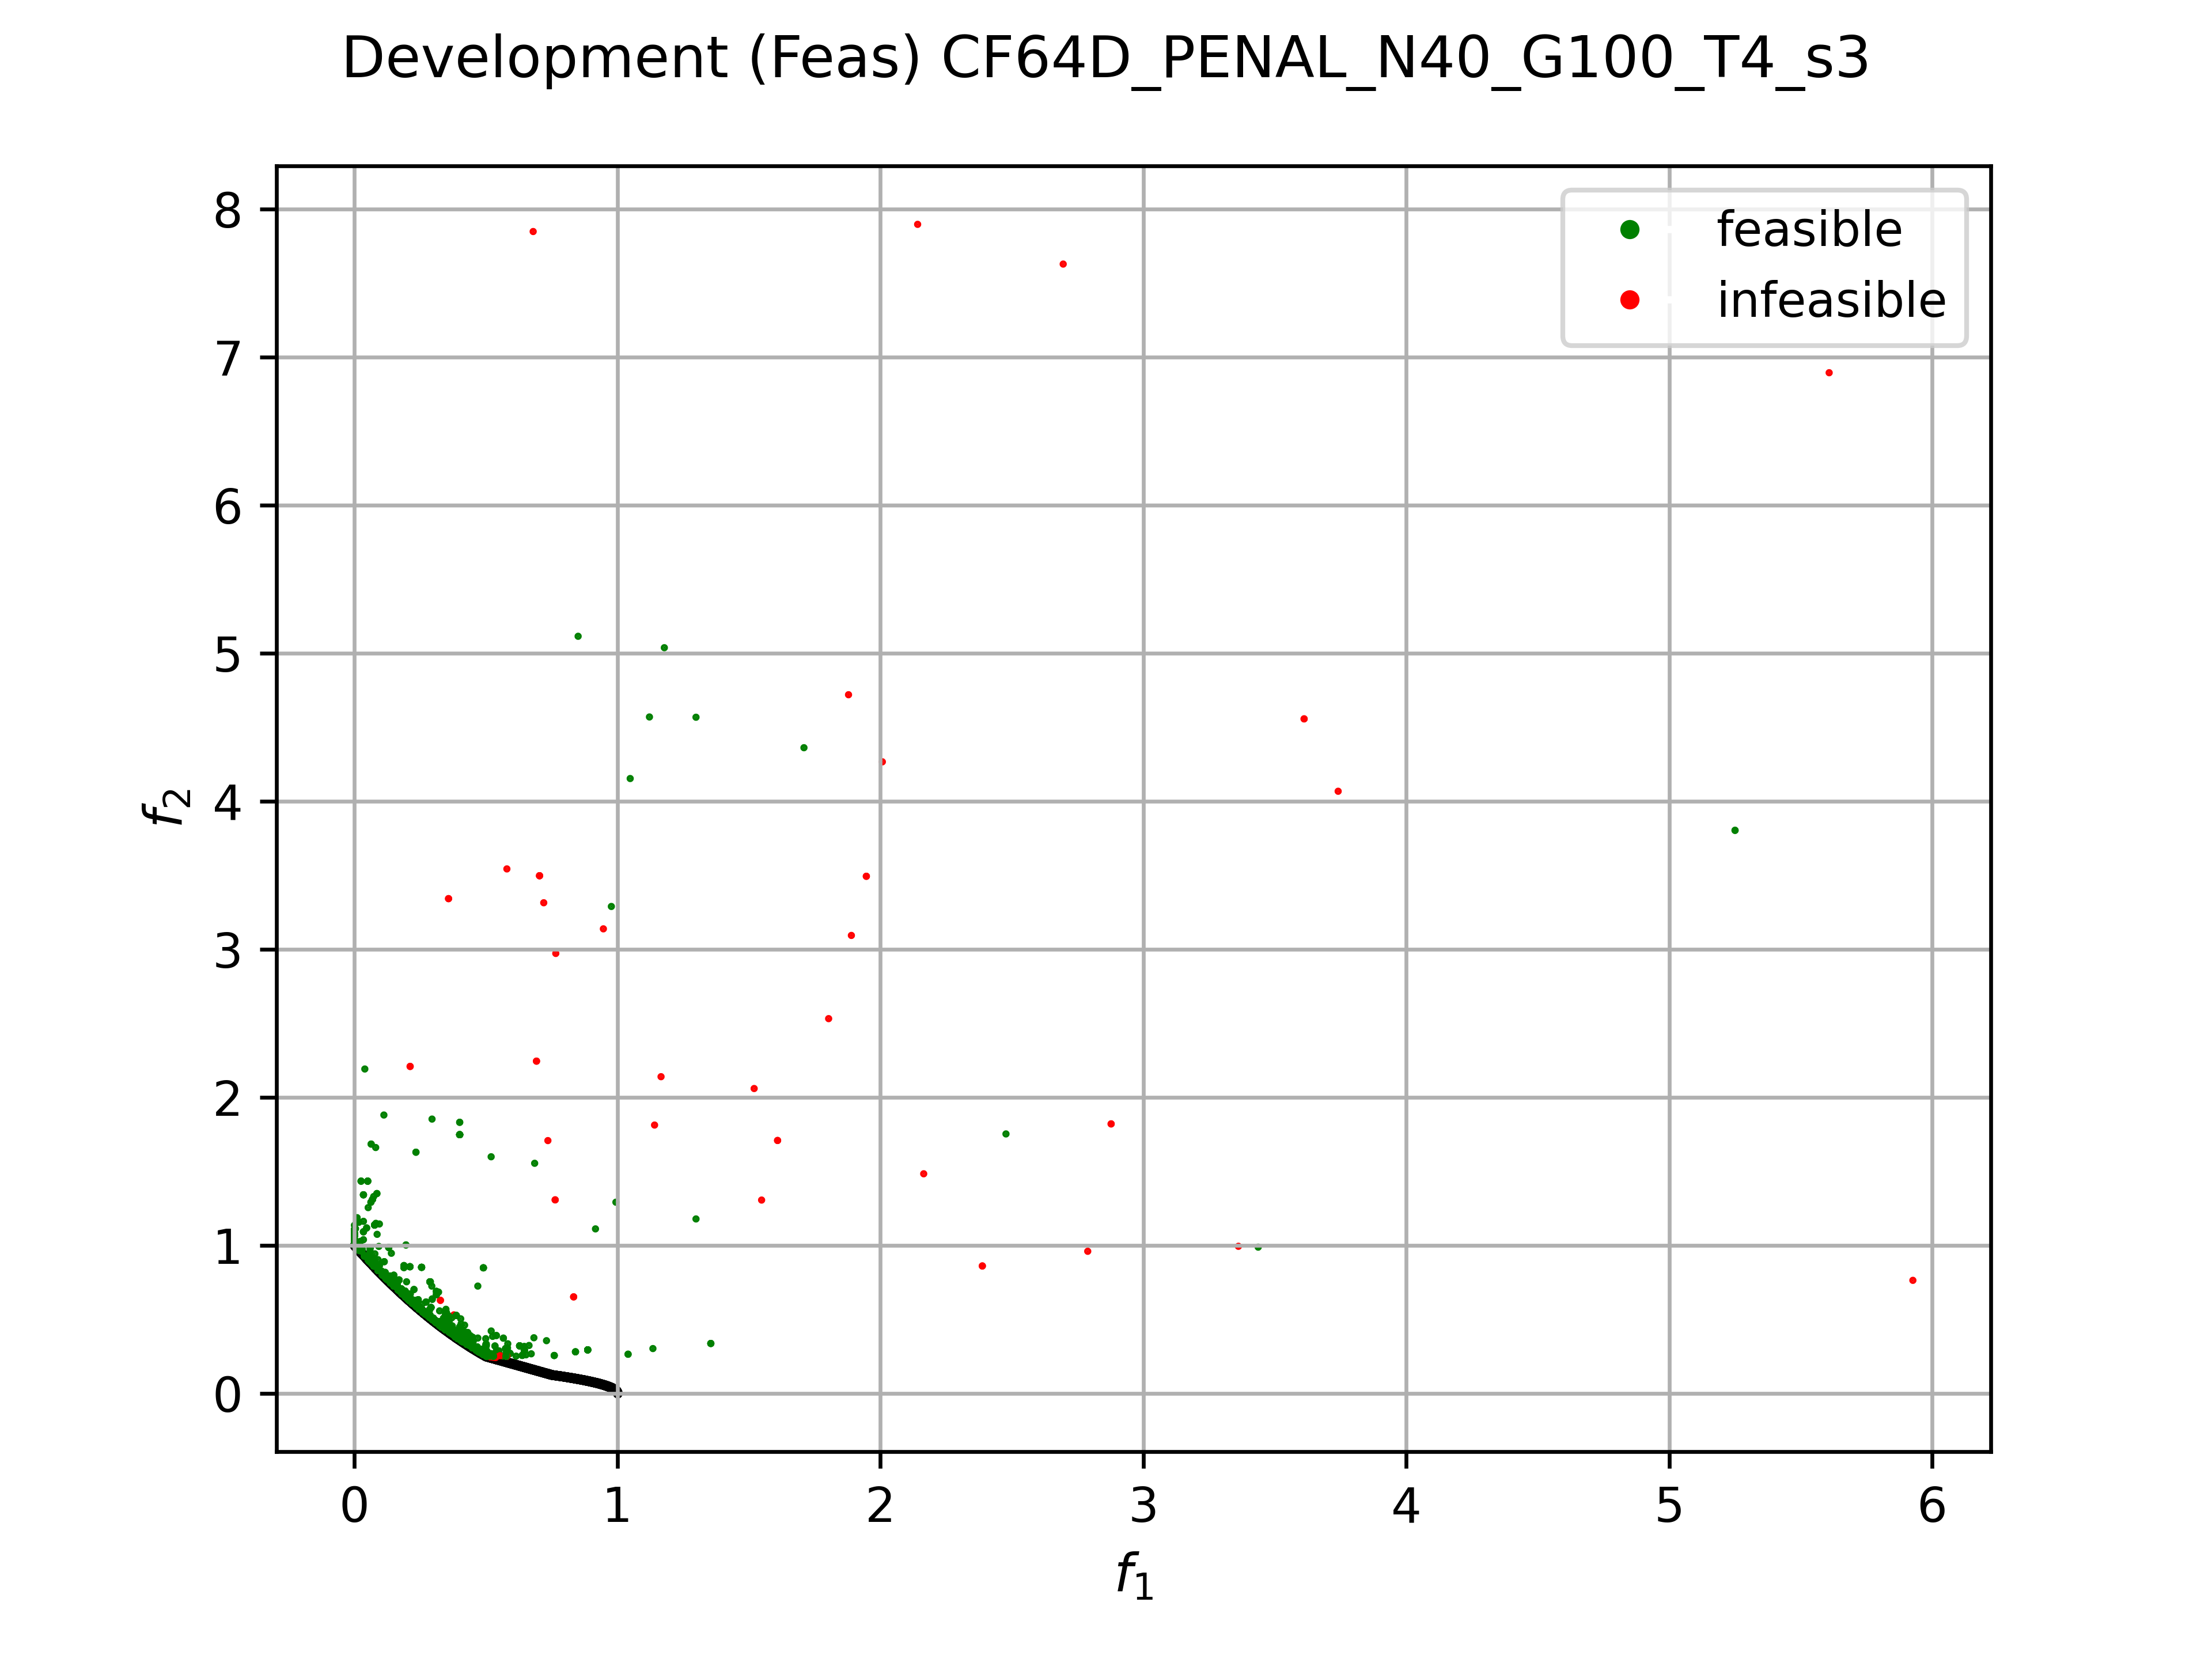 Development (Feas) CF64D_PENAL_N40_G100_T4_s3
feasible
infeasible
8
7
6
5
4
3
2
1
0
f2
0 1 2 3 4 5 6
f1